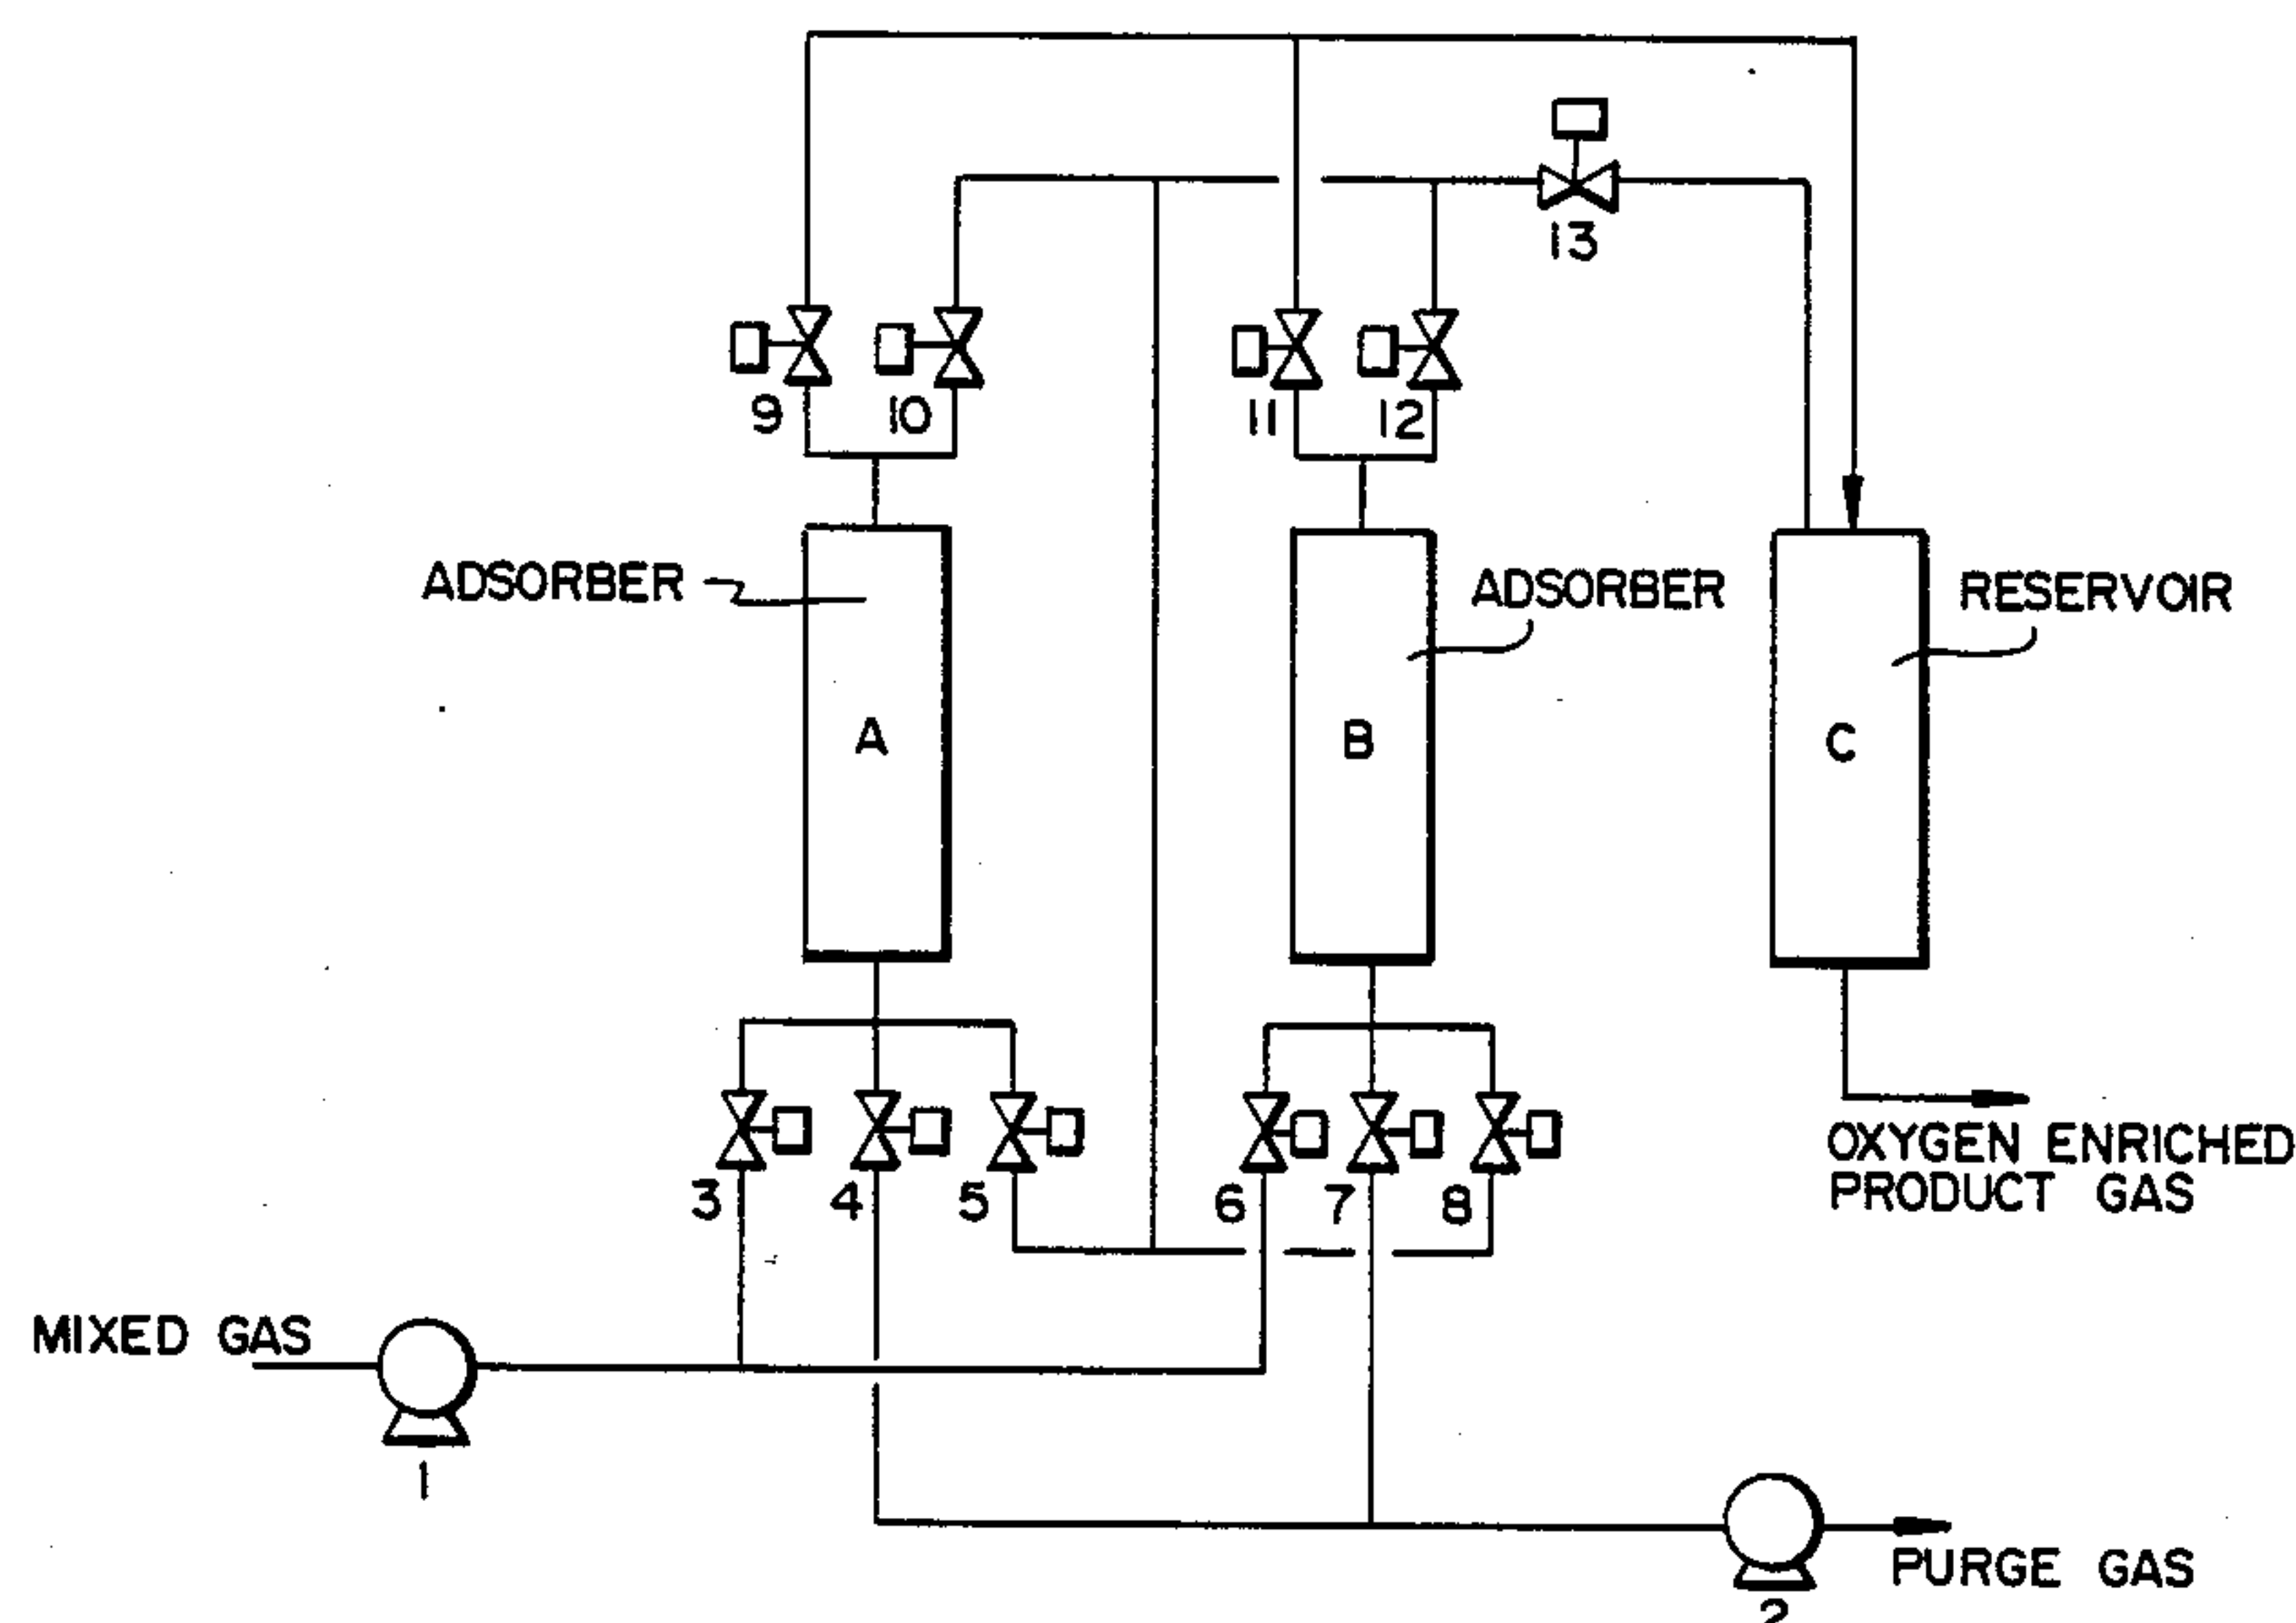 13
9
10
11
12
ADSORBER
ADSORBER
RESERVOIR
A
B
C
3
4
5
6
7
8
OXYGEN ENRICHED
PRODUCT GAS
MIXED GAS
1
PURGE GAS
2